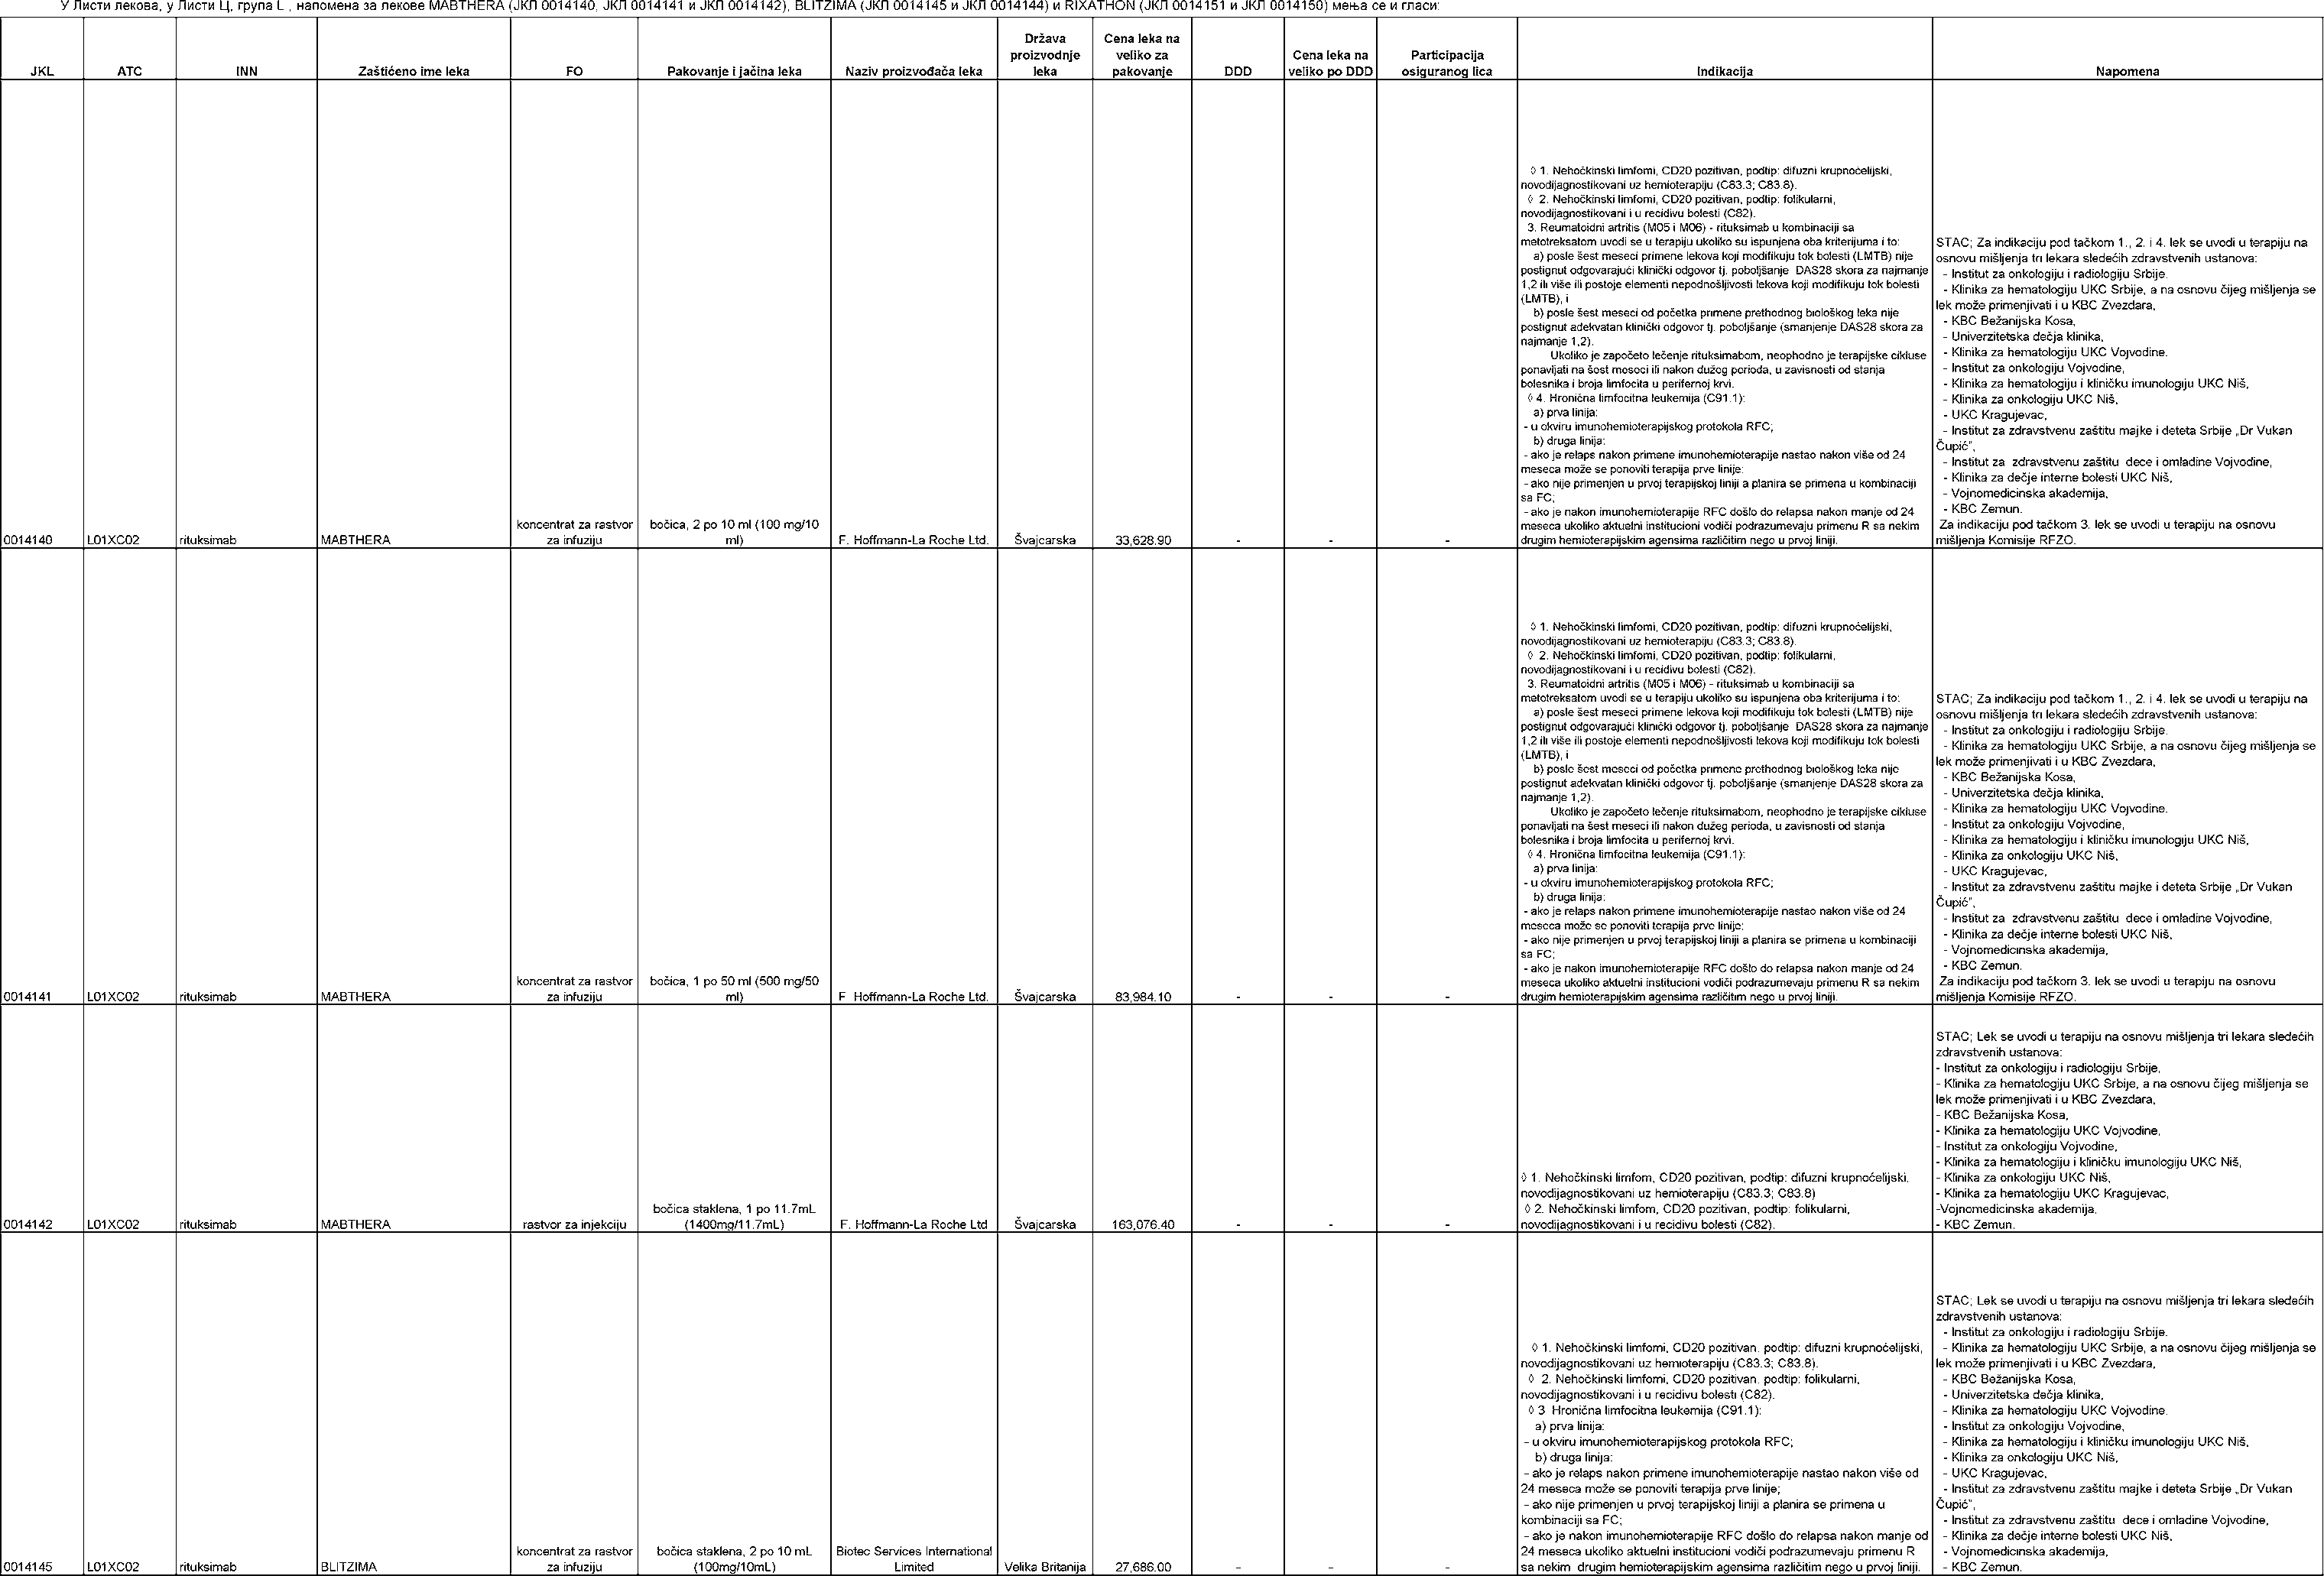 У Листи лекова, у Листи Ц, група L , напомена за лекове MABTHERA (ЈКЛ 0014140, ЈКЛ 0014141 и ЈКЛ 0014142), BLITZIMA (ЈКЛ 0014145 и ЈКЛ 0014144) и RIXATHON (ЈКЛ 0014151 и ЈКЛ 0014150) мења се и гласи:
JKL ATC INN Zaštićeno ime leka FO Pakovanje i jačina leka Naziv proizvođača leka Država proizvodnje leka Cena leka na veliko za pakovanje DDD Cena leka na veliko po DDD Participacija osiguranog lica Indikacija Napomena
0014140 L01XC02 rituksimab MABTHERA
koncentrat za rastvor
za infuziju
bočica, 2 po 10 ml (100 mg/10
ml)
F. Hoffmann-La Roche Ltd. Švajcarska 33,628.90 - - -
◊ 1. Nehočkinski limfomi, CD20 pozitivan, podtip: difuzni krupnoćelijski,
novodijagnostikovani uz hemioterapiju (C83.3; C83.8).
◊ 2. Nehočkinski limfomi, CD20 pozitivan, podtip: folikularni,
novodijagnostikovani i u recidivu bolesti (C82).
3. Reumatoidni artritis (M05 i M06) - rituksimab u kombinaciji sa
metotreksatom uvodi se u terapiju ukoliko su ispunjena oba kriterijuma i to:
a) posle šest meseci primene lekova koji modifikuju tok bolesti (LMTB) nije
postignut odgovarajući klinički odgovor tj. poboljšanje DAS28 skora za najmanje
1,2 ili više ili postoje elementi nepodnošljivosti lekova koji modifikuju tok bolesti
(LMTB), i
b) posle šest meseci od početka primene prethodnog biološkog leka nije
postignut adekvatan klinički odgovor tj. poboljšanje (smanjenje DAS28 skora za
najmanje 1,2).
Ukoliko je započeto lečenje rituksimabom, neophodno je terapijske cikluse
ponavljati na šest meseci ili nakon dužeg perioda, u zavisnosti od stanja
bolesnika i broja limfocita u perifernoj krvi.
◊ 4. Hronična limfocitna leukemija (C91.1):
a) prva linija:
- u okviru imunohemioterapijskog protokola RFC;
b) druga linija:
- ako je relaps nakon primene imunohemioterapije nastao nakon više od 24
meseca može se ponoviti terapija prve linije;
- ako nije primenjen u prvoj terapijskoj liniji a planira se primena u kombinaciji
sa FC;
- ako je nakon imunohemioterapije RFC došlo do relapsa nakon manje od 24
meseca ukoliko aktuelni institucioni vodiči podrazumevaju primenu R sa nekim
drugim hemioterapijskim agensima različitim nego u prvoj liniji.
STAC; Za indikaciju pod tačkom 1., 2. i 4. lek se uvodi u terapiju na
osnovu mišljenja tri lekara sledećih zdravstvenih ustanova:
- Institut za onkologiju i radiologiju Srbije.
- Klinika za hematologiju UKC Srbije, a na osnovu čijeg mišljenja se
lek može primenjivati i u KBC Zvezdara,
- KBC Bežanijska Kosa,
- Univerzitetska dečja klinika,
- Klinika za hematologiju UKC Vojvodine.
- Institut za onkologiju Vojvodine,
- Klinika za hematologiju i kliničku imunologiju UKC Niš,
- Klinika za onkologiju UKC Niš,
- UKC Kragujevac,
- Institut za zdravstvenu zaštitu majke i deteta Srbije „Dr Vukan
Čupić",
- Institut za zdravstvenu zaštitu dece i omladine Vojvodine,
- Klinika za dečje interne bolesti UKC Niš,
- Vojnomedicinska akademija,
- KBC Zemun.
Za indikaciju pod tačkom 3. lek se uvodi u terapiju na osnovu
mišljenja Komisije RFZO.
0014141 L01XC02 rituksimab MABTHERA
koncentrat za rastvor
za infuziju
bočica, 1 po 50 ml (500 mg/50
ml)
F Hoffmann-La Roche Ltd. Švajcarska 83,984.10 - - -
◊ 1. Nehočkinski limfomi, CD20 pozitivan, podtip: difuzni krupnoćelijski,
novodijagnostikovani uz hemioterapiju (C83.3; C83.8).
◊ 2. Nehočkinski limfomi, CD20 pozitivan, podtip: folikularni,
novodijagnostikovani i u recidivu bolesti (C82).
3. Reumatoidni artritis (M05 i M06) - rituksimab u kombinaciji sa
metotreksatom uvodi se u terapiju ukoliko su ispunjena oba kriterijuma i to:
a) posle šest meseci primene lekova koji modifikuju tok bolesti (LMTB) nije
postignut odgovarajući klinički odgovor tj. poboljšanje DAS28 skora za najmanje
1,2 ili više ili postoje elementi nepodnošljivosti lekova koji modifikuju tok bolesti
(LMTB), i
b) posle šest meseci od početka primene prethodnog biološkog leka nije
postignut adekvatan klinički odgovor tj. poboljšanje (smanjenje DAS28 skora za
najmanje 1,2).
Ukoliko je započeto lečenje rituksimabom, neophodno je terapijske cikluse
ponavljati na šest meseci ili nakon dužeg perioda, u zavisnosti od stanja
bolesnika i broja limfocita u perifernoj krvi.
◊ 4. Hronična limfocitna leukemija (C91.1):
a) prva linija:
- u okviru imunohemioterapijskog protokola RFC;
b) druga linija:
- ako je relaps nakon primene imunohemioterapije nastao nakon više od 24
meseca može se ponoviti terapija prve linije;
- ako nije primenjen u prvoj terapijskoj liniji a planira se primena u kombinaciji
sa FC;
- ako je nakon imunohemioterapije RFC došlo do relapsa nakon manje od 24
meseca ukoliko aktuelni institucioni vodiči podrazumevaju primenu R sa nekim
drugim hemioterapijskim agensima različitim nego u prvoj liniji.
STAC; Za indikaciju pod tačkom 1., 2. i 4. lek se uvodi u terapiju na
osnovu mišljenja tri lekara sledećih zdravstvenih ustanova:
- Institut za onkologiju i radiologiju Srbije.
- Klinika za hematologiju UKC Srbije, a na osnovu čijeg mišljenja se
lek može primenjivati i u KBC Zvezdara,
- KBC Bežanijska Kosa,
- Univerzitetska dečja klinika,
- Klinika za hematologiju UKC Vojvodine.
- Institut za onkologiju Vojvodine,
- Klinika za hematologiju i kliničku imunologiju UKC Niš,
- Klinika za onkologiju UKC Niš,
- UKC Kragujevac,
- Institut za zdravstvenu zaštitu majke i deteta Srbije „Dr Vukan
Čupić",
- Institut za zdravstvenu zaštitu dece i omladine Vojvodine,
- Klinika za dečje interne bolesti UKC Niš,
- Vojnomedicinska akademija,
- KBC Zemun.
Za indikaciju pod tačkom 3. lek se uvodi u terapiju na osnovu
mišljenja Komisije RFZO.
0014142 L01XC02 rituksimab MABTHERA rastvor za injekciju
bočica staklena, 1 po 11.7mL
(1400mg/11.7mL)
F. Hoffmann-La Roche Ltd Švajcarska 163,076.40 - - -
◊ 1. Nehočkinski limfom, CD20 pozitivan, podtip: difuzni krupnoćelijski,
novodijagnostikovani uz hemioterapiju (C83.3; C83.8)
◊ 2. Nehočkinski limfom, CD20 pozitivan, podtip: folikularni,
novodijagnostikovani i u recidivu bolesti (C82).
STAC; Lek se uvodi u terapiju na osnovu mišljenja tri lekara sledećih
zdravstvenih ustanova:
- Institut za onkologiju i radiologiju Srbije,
- Klinika za hematologiju UKC Srbije, a na osnovu čijeg mišljenja se
lek može primenjivati i u KBC Zvezdara,
- KBC Bežanijska Kosa,
- Klinika za hematologiju UKC Vojvodine,
- Institut za onkologiju Vojvodine,
- Klinika za hematologiju i kliničku imunologiju UKC Niš,
- Klinika za onkologiju UKC Niš,
- Klinika za hematologiju UKC Kragujevac,
-Vojnomedicinska akademija,
- KBC Zemun.
0014145 L01XC02 rituksimab BLITZIMA
koncentrat za rastvor
za infuziju
bočica staklena, 2 po 10 mL
(100mg/10mL)
Biotec Services International
Limited
Velika Britanija 27,686.00 - - -
◊ 1. Nehočkinski limfomi, CD20 pozitivan, podtip: difuzni krupnoćelijski,
novodijagnostikovani uz hemioterapiju (C83.3; C83.8).
◊ 2. Nehočkinski limfomi, CD20 pozitivan, podtip: folikularni,
novodijagnostikovani i u recidivu bolesti (C82).
◊ 3 Hronična limfocitna leukemija (C91.1):
a) prva linija:
- u okviru imunohemioterapijskog protokola RFC;
b) druga linija:
- ako je relaps nakon primene imunohemioterapije nastao nakon više od
24 meseca može se ponoviti terapija prve linije;
- ako nije primenjen u prvoj terapijskoj liniji a planira se primena u
kombinaciji sa FC;
- ako je nakon imunohemioterapije RFC došlo do relapsa nakon manje od
24 meseca ukoliko aktuelni institucioni vodiči podrazumevaju primenu R
sa nekim drugim hemioterapijskim agensima različitim nego u prvoj liniji.
STAC; Lek se uvodi u terapiju na osnovu mišljenja tri lekara sledećih
zdravstvenih ustanova:
- Institut za onkologiju i radiologiju Srbije.
- Klinika za hematologiju UKC Srbije, a na osnovu čijeg mišljenja se
lek može primenjivati i u KBC Zvezdara,
- KBC Bežanijska Kosa,
- Univerzitetska dečja klinika,
- Klinika za hematologiju UKC Vojvodine.
- Institut za onkologiju Vojvodine,
- Klinika za hematologiju i kliničku imunologiju UKC Niš,
- Klinika za onkologiju UKC Niš,
- UKC Kragujevac,
- Institut za zdravstvenu zaštitu majke i deteta Srbije „Dr Vukan
Čupić",
- Institut za zdravstvenu zaštitu dece i omladine Vojvodine,
- Klinika za dečje interne bolesti UKC Niš,
- Vojnomedicinska akademija,
- KBC Zemun.